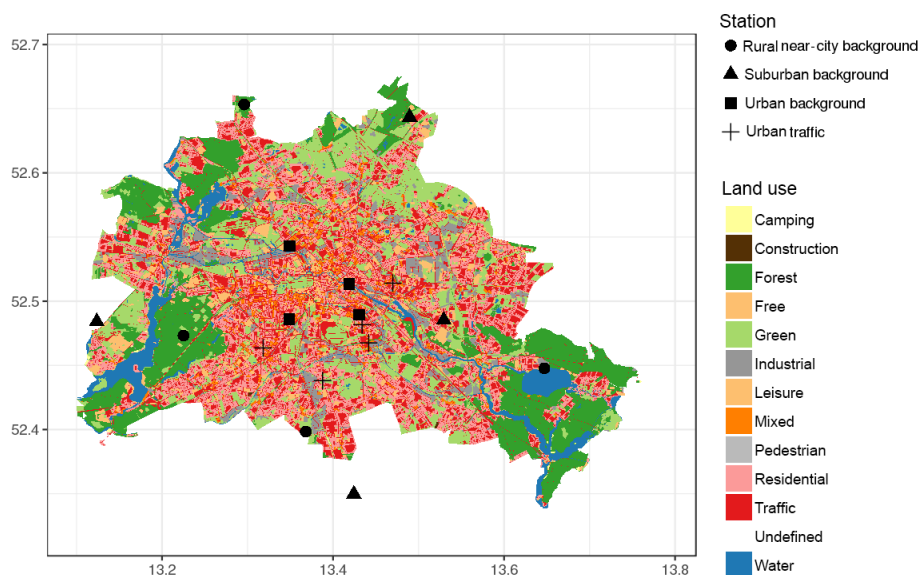 Station
Rural near-city background
Suburban background
Urban background
Urban traffic
Land use
Camping
Construction
Forest
Free
Green
Industrial
Leisure
Mixed
Pedestrian
Residential
Traffic
Undefined
Water
52.7
52.6
52.5
52.4
13.2
13.4
13.6
13.8